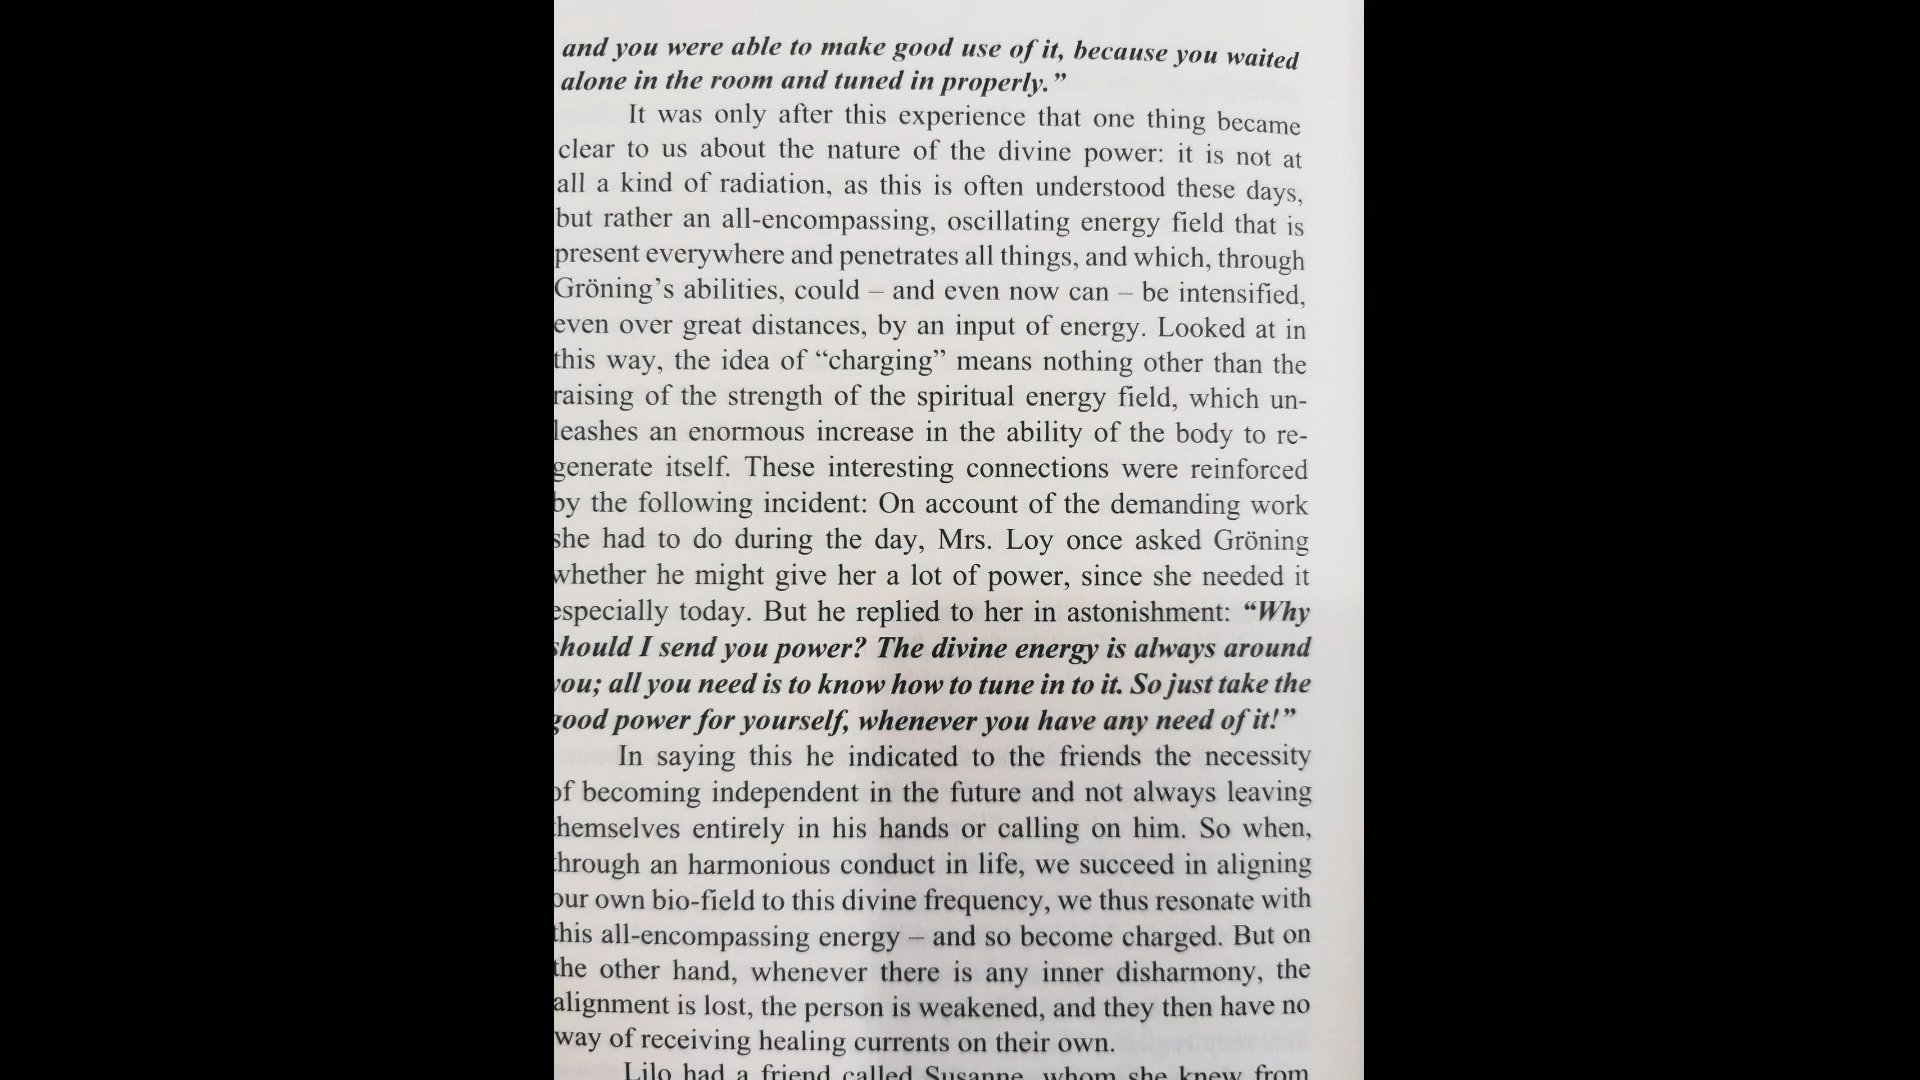 and you were able to make good use of it, because you waited
alone in the room and tuned in properly.”
It was only after this experience that one thing became
clear to us about the nature of the divine power: it is not at
all a kind of radiation, as this is often understood these days,
but rather an all-encompassing, oscillating energy field that is
present everywhere and penetrates all things, and which, through
Gröning’s abilities, could – and even now can – be intensified,
even over great distances, by an input of energy. Looked at in
this way, the idea of “charging” means nothing other than the
raising of the strength of the spiritual energy field, which un-
leashes an enormous increase in the ability of the body to re-
generate itself. These interesting connections were reinforced
by the following incident: On account of the demanding work
she had to do during the day, Mrs. Loy once asked Gröning
whether he might give her a lot of power, since she needed it
especially today. But he replied to her in astonishment: “Why
should I send you power? The divine energy is always around
you; all you need is to know how to tune in to it. So just take the
good power for yourself, whenever you have any need of it!”
In saying this he indicated to the friends the necessity
of becoming independent in the future and not always leaving
themselves entirely in his hands or calling on him. So when,
through an harmonious conduct in life, we succeed in aligning
our own bio-field to this divine frequency, we thus resonate with
this all-encompassing energy – and so become charged. But on
the other hand, whenever there is any inner disharmony, the
alignment is lost, the person is weakened, and they then have no
way of receiving healing currents on their own.
Lilo had a friend called Susanne, whom she knew from